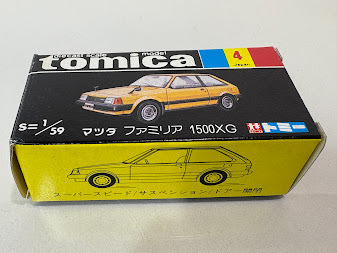 diecast scale model
tomica
4
S=1/59
マツダ ファミリア 1500XG
トミー
スーパースピード/サスペンション/ドアー開閉